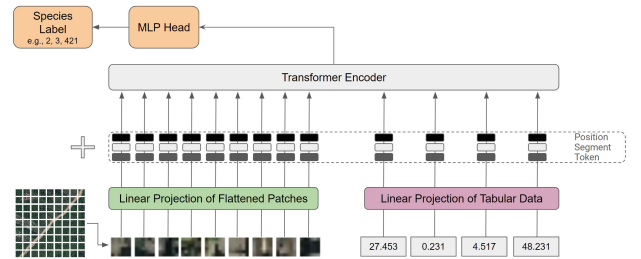 Species
Label
e.g., 2, 3, 421
MLP Head
Transformer Encoder
Position
Segment
Token
Linear Projection of Flattened Patches
Linear Projection of Tabular Data
27.453
0.231
4.517
48.231